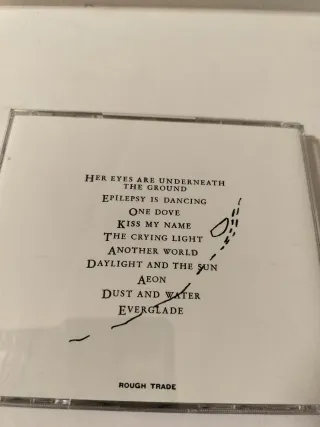 HER EYES ARE UNDERNEATH
THE GROUND
EPILEPSY IS DANCING
ONE DOVE
KISS MY NAME
THE CRYING LIGHT
ANOTHER WORLD
DAYLIGHT AND THE SUN
AEON
DUST AND WATER
EVERGLADE
ROUGH TRADE